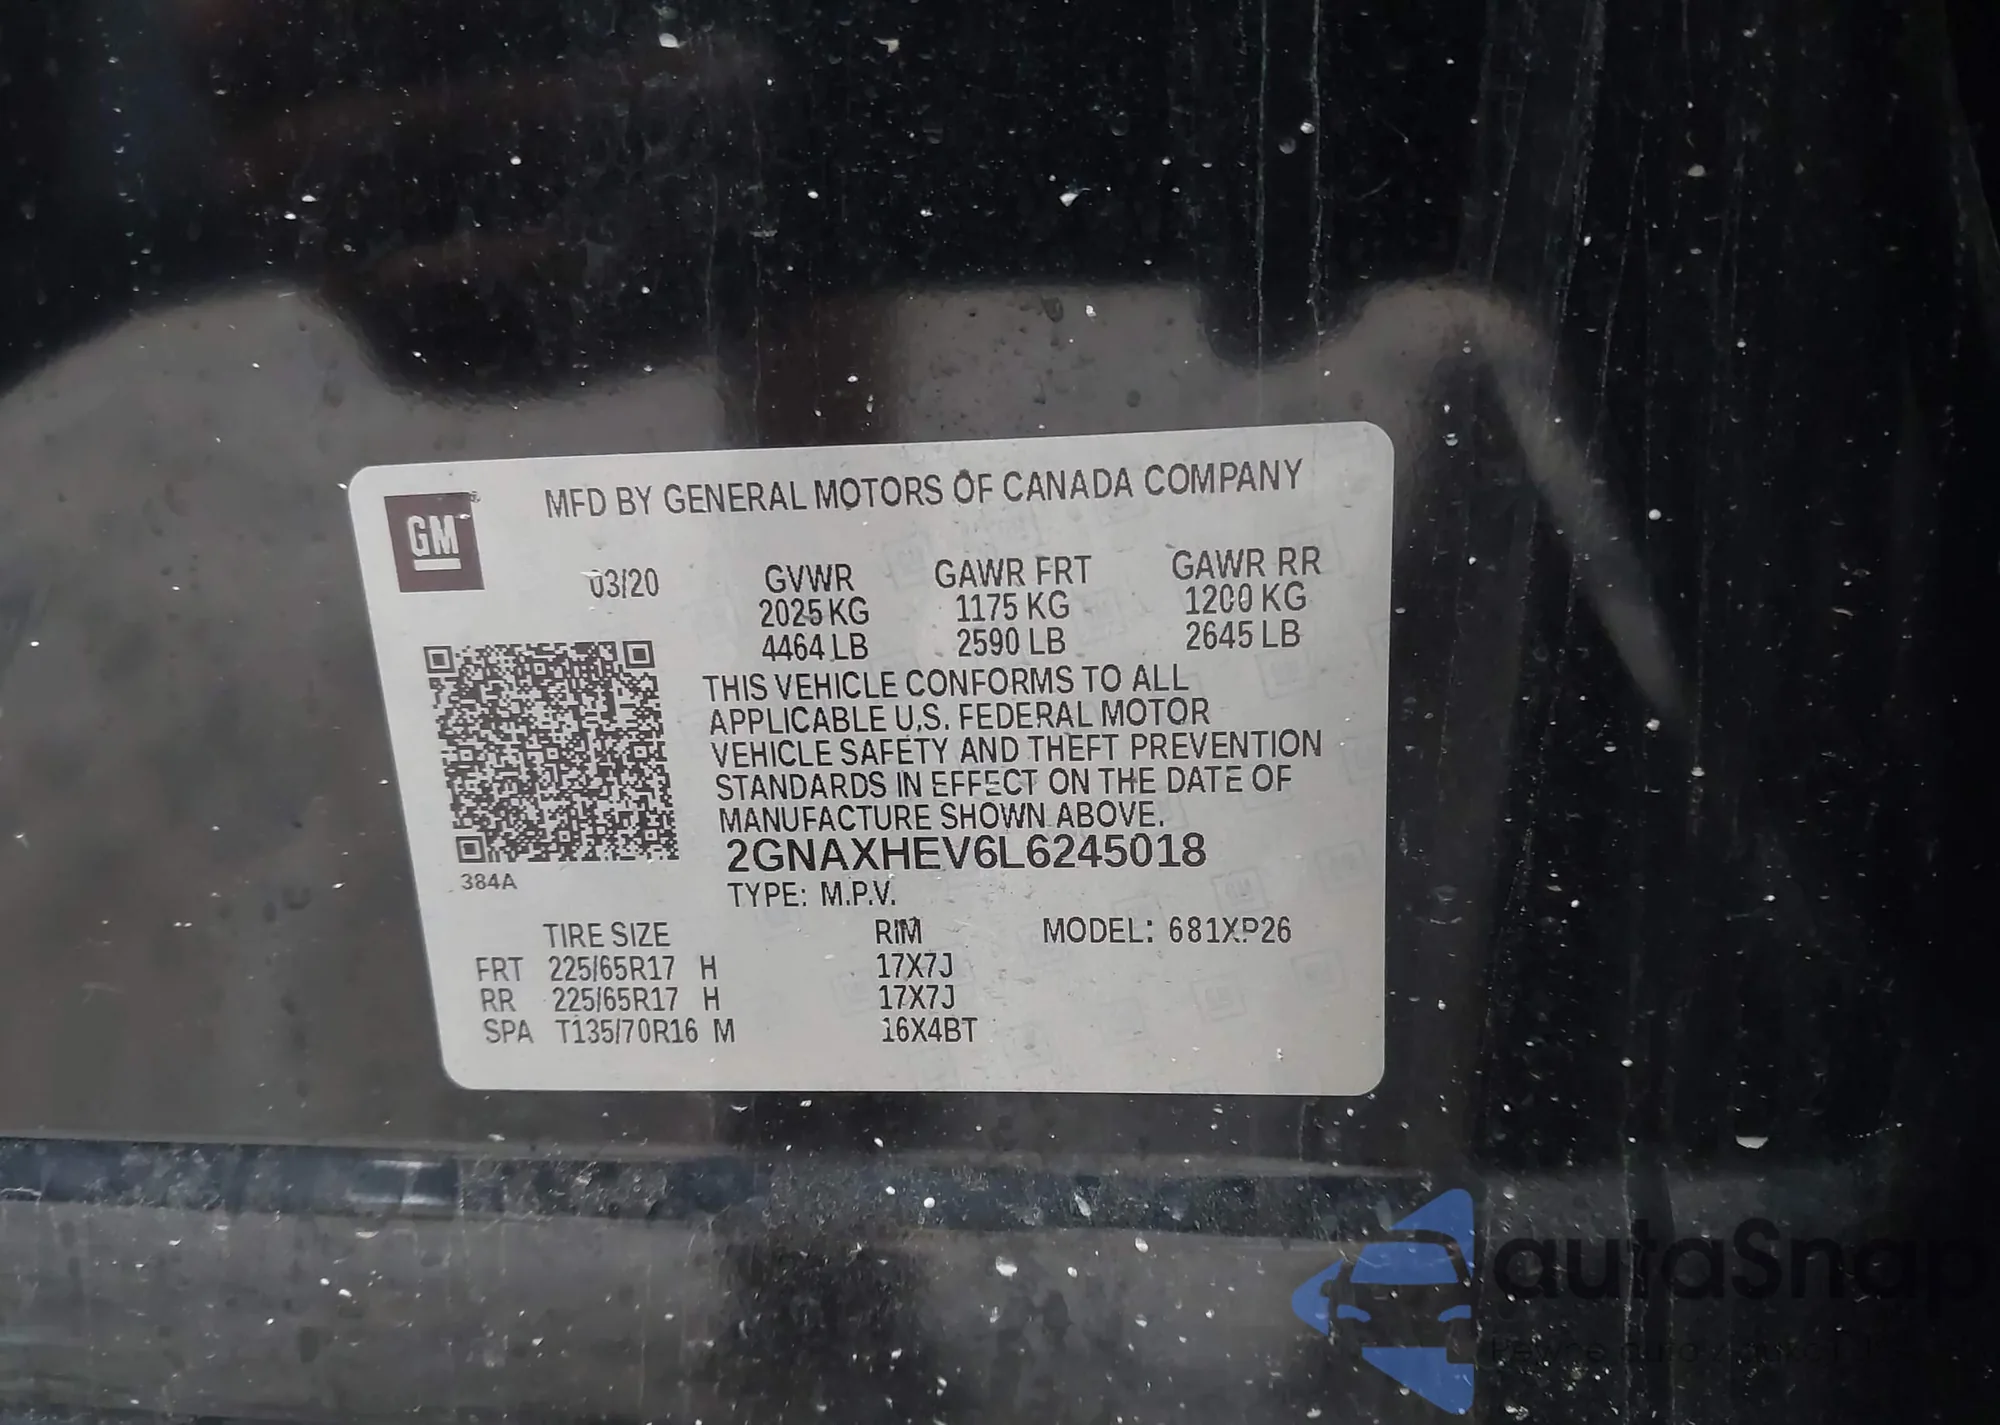 MFD BY GENERAL MOTORS OF CANADA COMPANY
GM
03/20 GVWR GAWR FRT GAWR RR
2025 KG 1175 KG 1200 KG
4464 LB 2590 LB 2645 LB
THIS VEHICLE CONFORMS TO ALL
APPLICABLE U.S. FEDERAL MOTOR
VEHICLE SAFETY AND THEFT PREVENTION
STANDARDS IN EFFECT ON THE DATE OF
MANUFACTURE SHOWN ABOVE.
2GNAXHEV6L6245018
384A
TYPE: M.P.V.
TIRE SIZE RIM MODEL: 681XP26
FRT 225/65R17 H 17X7J
RR 225/65R17 H 17X7J
SPA T135/70R16 M 16X4BT
autaSnap